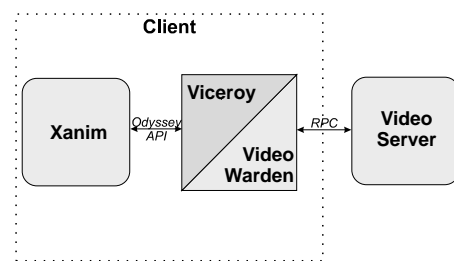 Client
Xanim
Odyssey
API
Viceroy
Video
Warden
RPC
Video
Server